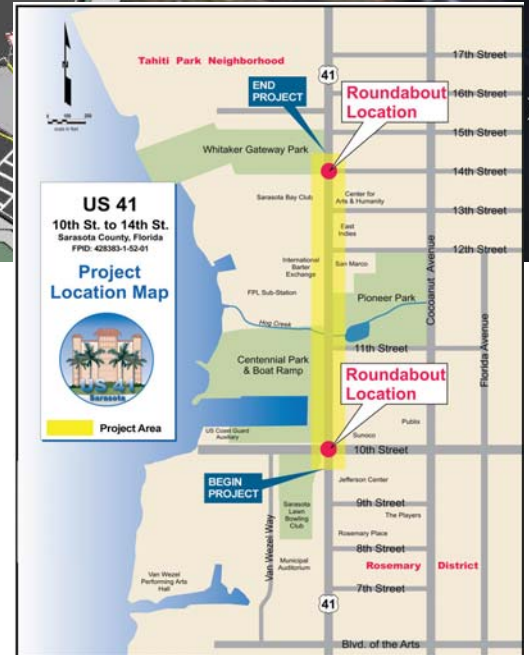 17th Street
Tahiti Park Neighborhood
41
END
PROJECT
Roundabout
Location
16th Street
15th Street
Whitaker Gateway Park
14th Street
Sarasota Bay Club
Center for
Arts & Humanity
13th Street
East
Indies
12th Street
US 41
10th St. to 14th St.
Sarasota County, Florida
FPID: 428383-1-52-01
Project
Location Map
US 41
Sarasota
Project Area
International
Barter
Exchange
San Marco
FPL Sub-Station
Pioneer Park
Hog Creek
11th Street
Cocoanut Avenue
Florida Avenue
Centennial Park
& Boat Ramp
Roundabout
Location
US Coast Guard
Auxiliary
Publix
Sunoco
10th Street
BEGIN
PROJECT
Jefferson Center
Sarasota
Lawn
Bowling
Club
9th Street
The Players
Van Wezel Way
Rosemary Place
8th Street
Municipal
Auditorium
Rosemary District
Van Wezel
Performing Arts
Hall
7th Street
41
Blvd. of the Arts